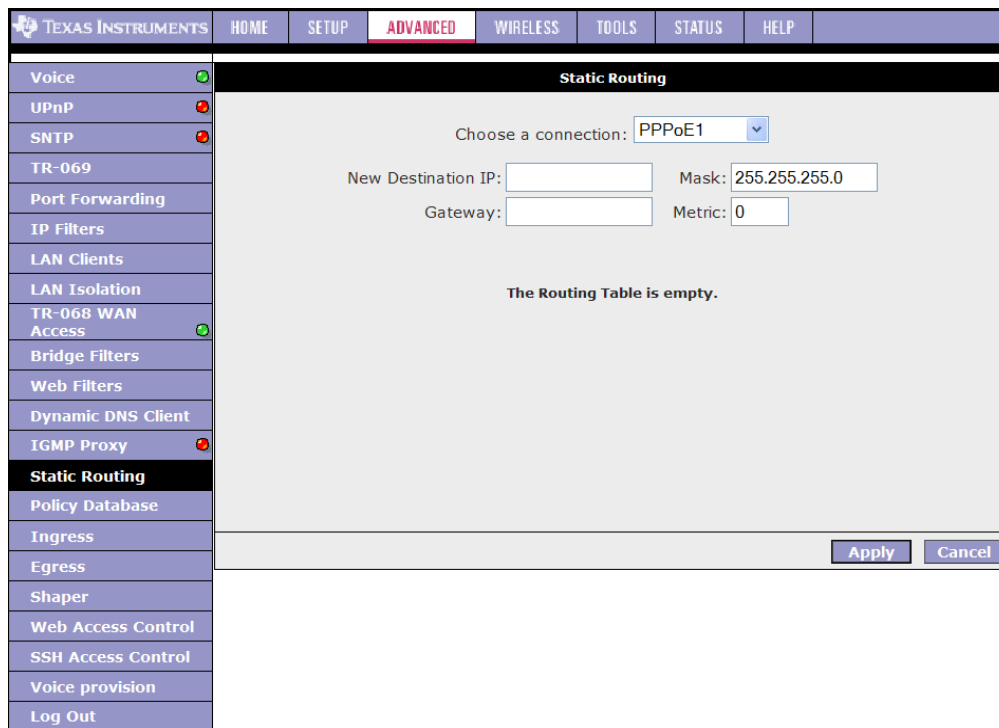 TEXAS INSTRUMENTS HOME SETUP ADVANCED WIRELESS TOOLS STATUS HELP
Voice
UPnP
SNTP
TR-069
Port Forwarding
IP Filters
LAN Clients
LAN Isolation
TR-068 WAN
Access
Bridge Filters
Web Filters
Dynamic DNS Client
IGMP Proxy
Static Routing
Policy Database
Ingress
Egress
Shaper
Web Access Control
SSH Access Control
Voice provision
Log Out
Static Routing
Choose a connection: PPPoE1
New Destination IP: Mask: 255.255.255.0
Gateway: Metric: 0
The Routing Table is empty.
Apply Cancel